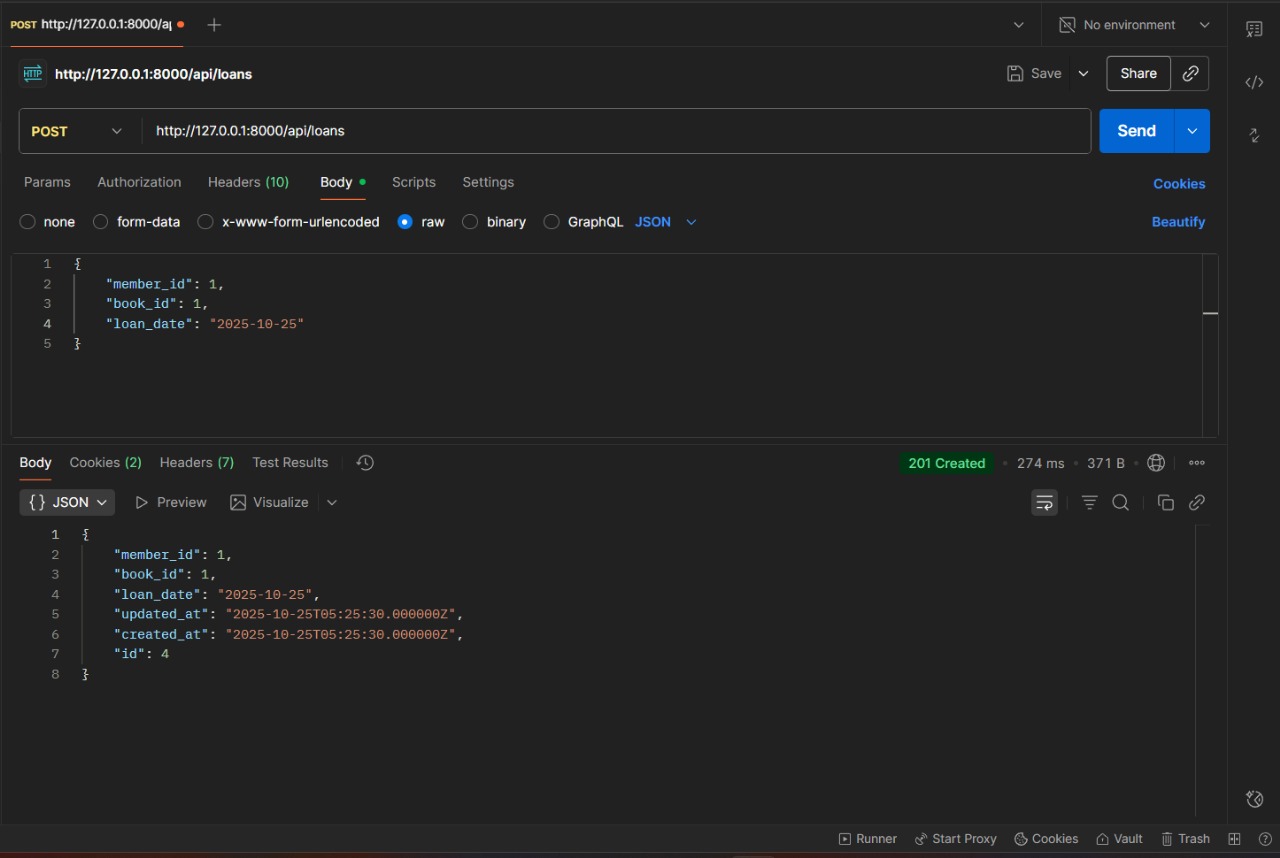 POST http://127.0.0.1:8000/a
No environment
HTTP http://127.0.0.1:8000/api/loans
Save
Share
POST http://127.0.0.1:8000/api/loans
Send
Params Authorization Headers (10) Body Scripts Settings
Cookies
none form-data x-www-form-urlencoded raw binary GraphQL JSON
Beautify
1 {
2 "member_id": 1,
3 "book_id": 1,
4 "loan_date": "2025-10-25"
5 }
Body Cookies (2) Headers (7) Test Results
201 Created • 274 ms • 371 B
{} JSON Preview Visualize
1 {
2 "member_id": 1,
3 "book_id": 1,
4 "loan_date": "2025-10-25",
5 "updated_at": "2025-10-25T05:25:30.000000Z",
6 "created_at": "2025-10-25T05:25:30.000000Z",
7 "id": 4
8 }
Runner Start Proxy Cookies Vault Trash